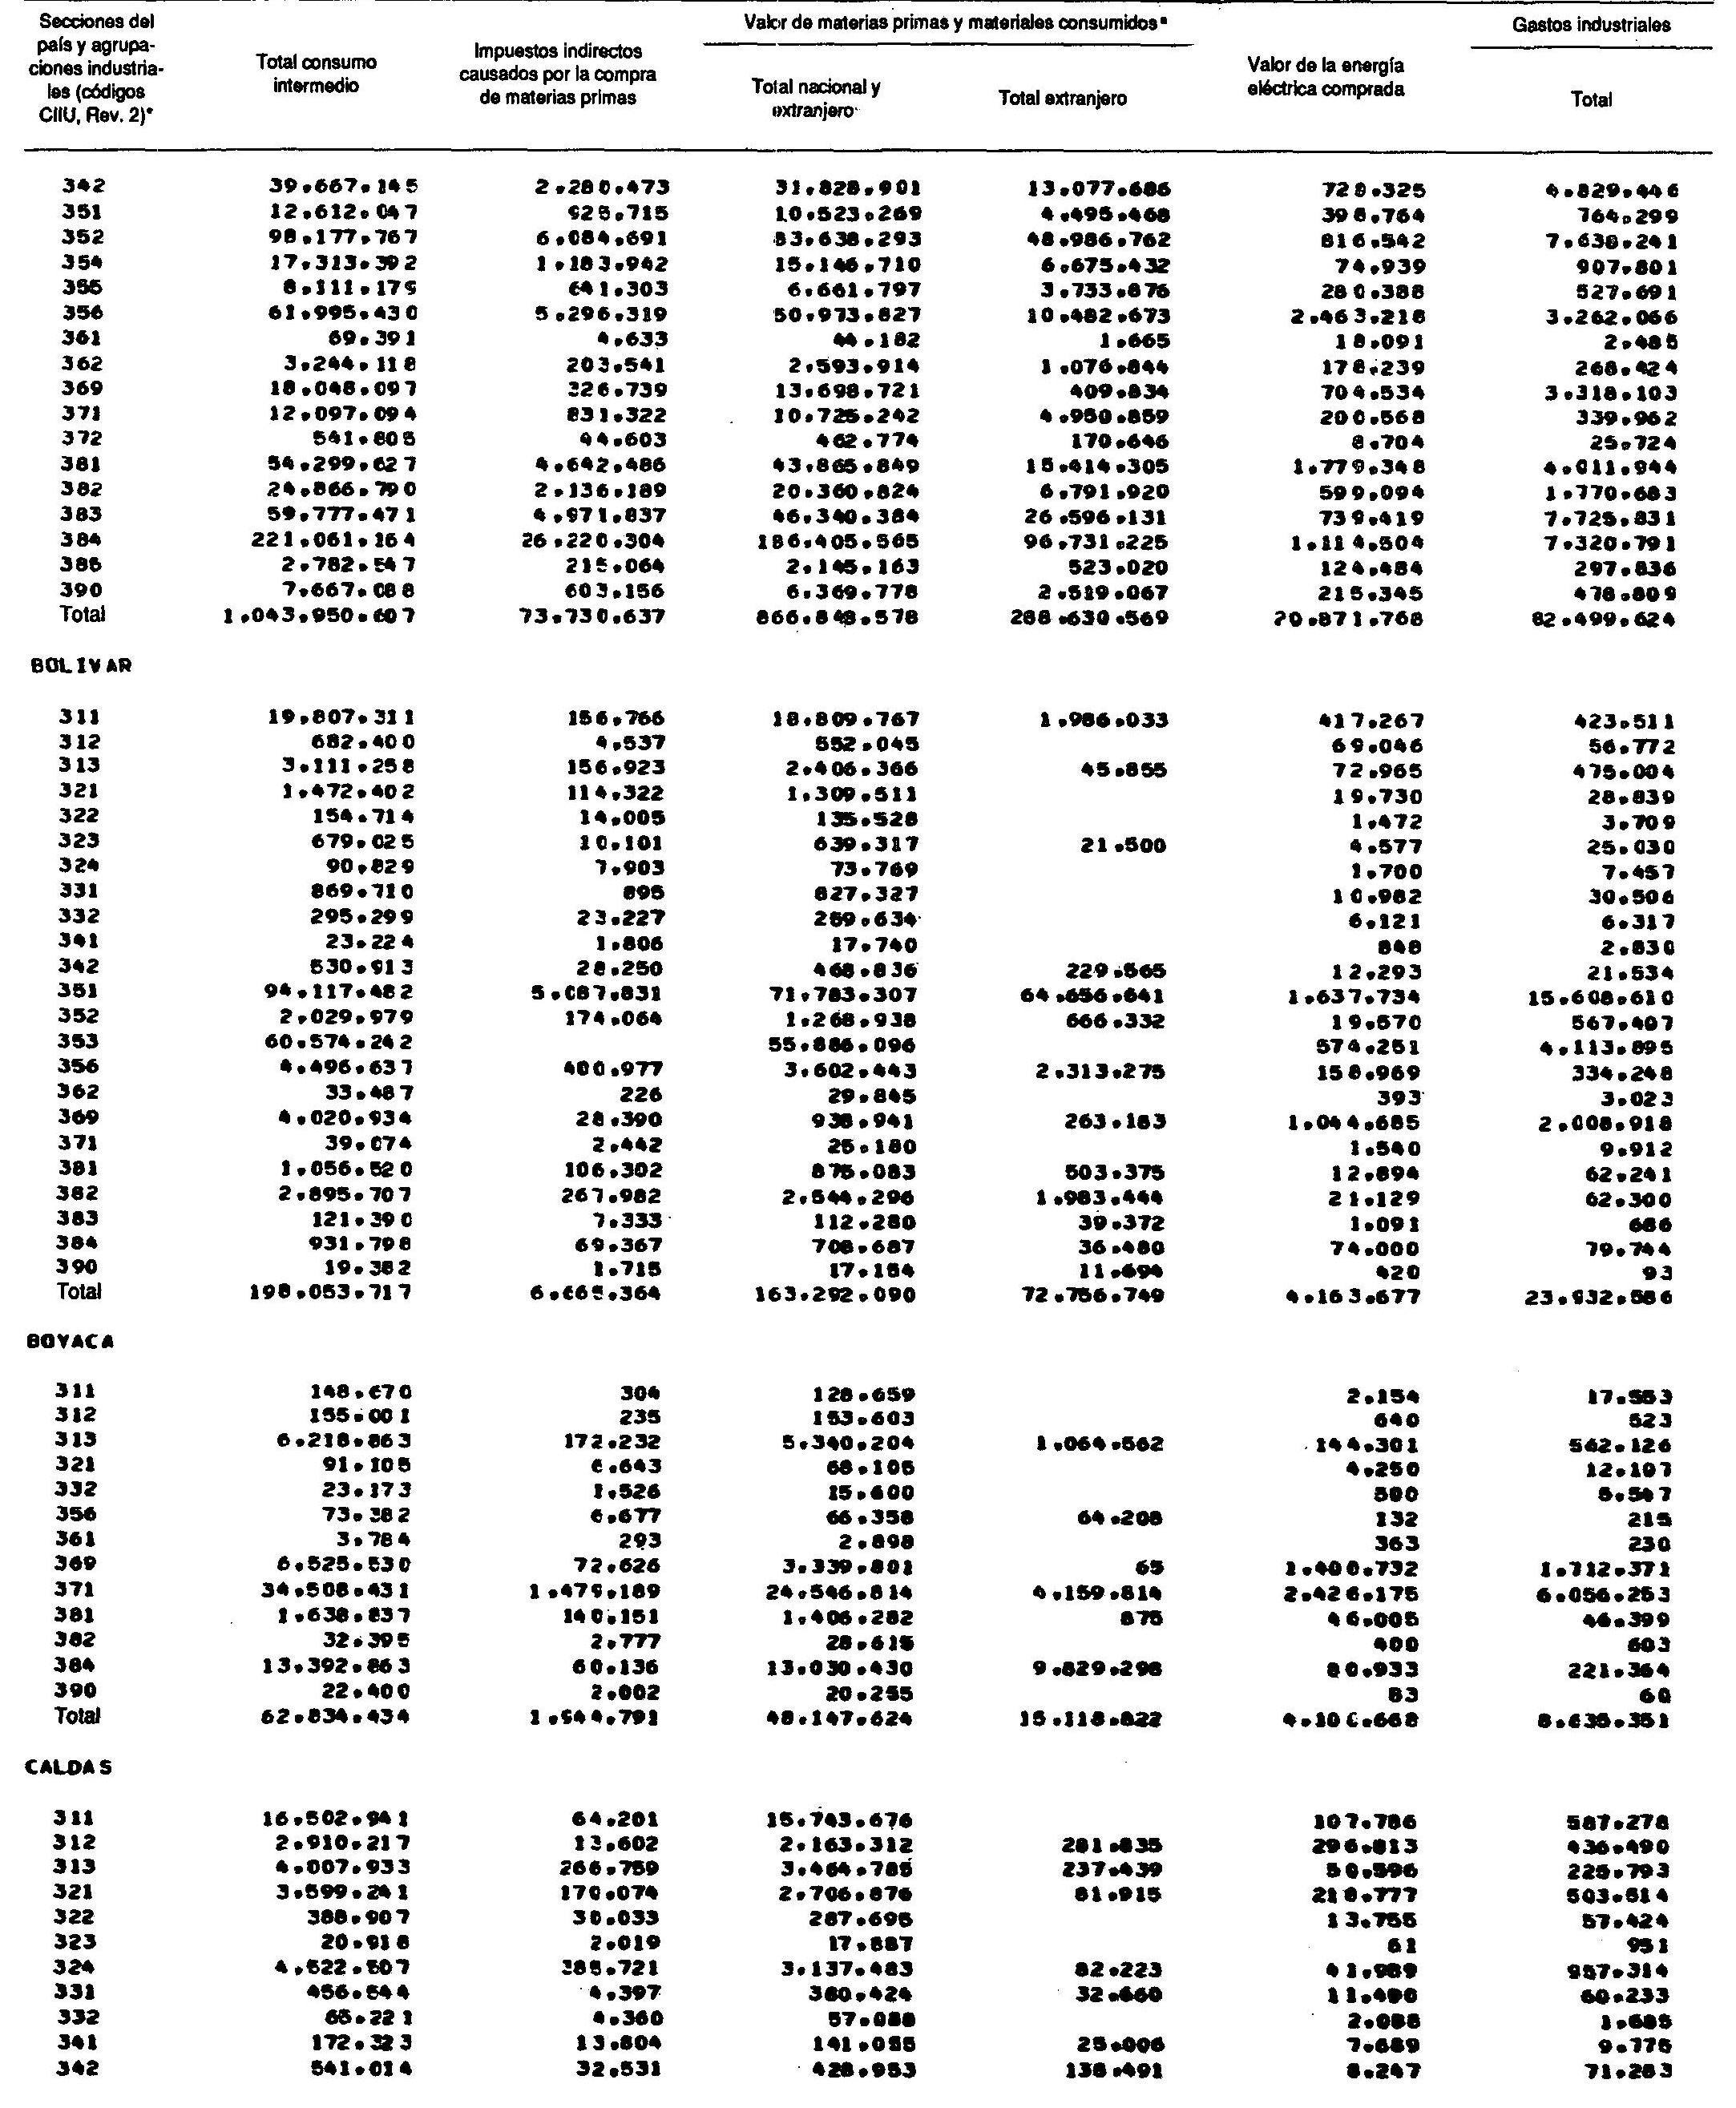 Secciones del país y agrupaciones industriales (códigos CIIU, Rev. 2)* Total consumo intermedio Impuestos indirectos causados por la compra de materias primas Valor de materias primas y materiales consumidosª Total nacional y extranjero Total extranjero Valor de la energía eléctrica comprada Gastos industriales Total
342 39.667.145 2.280.473 31.828.901 13.077.686 728.325 4.829.446
351 12.612.047 925.715 10.523.269 4.495.468 398.764 764.299
352 98.177.767 6.084.691 83.638.293 48.986.762 816.542 7.638.241
354 17.313.392 1.183.942 15.146.710 6.675.432 74.939 907.801
355 8.111.179 641.303 6.661.797 3.733.876 280.388 527.691
356 61.995.430 5.296.319 50.973.827 10.482.673 2.463.218 3.262.066
361 69.391 4.633 44.182 1.665 18.091 2.485
362 3.244.118 203.541 2.593.914 1.076.844 178.239 268.424
369 18.048.097 326.739 13.698.721 409.834 704.534 3.318.103
371 12.097.094 831.322 10.725.242 4.950.859 200.568 339.962
372 541.805 44.603 462.774 170.646 8.704 25.724
381 54.299.627 4.642.486 43.865.849 15.414.305 1.779.348 4.011.944
382 24.866.790 2.136.189 20.360.824 6.791.920 599.094 1.770.683
383 59.777.471 4.971.837 46.340.384 26.596.131 739.419 7.725.831
384 221.061.164 26.220.304 186.405.565 96.731.225 1.114.504 7.320.791
385 2.782.547 215.064 2.145.163 523.020 124.484 297.836
390 7.667.088 603.156 6.369.778 2.519.067 215.345 478.809
Total 1.043.950.607 73.730.637 866.848.578 288.630.569 20.871.768 82.499.624
BOLIVAR
311 19.807.311 156.766 18.809.767 1.986.033 417.267 423.511
312 682.400 4.537 552.045 69.046 56.772
313 3.111.258 156.923 2.406.366 45.855 72.965 475.004
321 1.472.402 114.322 1.309.511 19.730 28.839
322 154.714 14.005 135.528 1.472 3.709
323 679.025 10.101 639.317 21.500 4.577 25.030
324 90.829 7.903 73.769 1.700 7.457
331 869.710 895 827.327 10.982 30.506
332 295.299 23.227 259.634 6.121 6.317
341 23.224 1.806 17.740 848 2.830
342 530.913 28.250 468.836 229.565 12.293 21.534
351 94.117.482 5.087.831 71.783.307 64.656.641 1.637.734 15.608.610
352 2.029.979 174.064 1.268.938 666.332 19.570 567.407
353 60.574.242 55.886.096 574.251 4.113.895
356 4.496.637 400.977 3.602.443 2.313.275 158.969 334.248
362 33.487 226 29.845 393 3.023
369 4.020.934 28.390 938.941 263.183 1.044.685 2.008.918
371 39.074 2.442 25.180 1.540 9.912
381 1.056.520 106.302 875.083 503.375 12.894 62.241
382 2.895.707 267.982 2.544.296 1.983.444 21.129 62.300
383 121.390 7.333 112.280 39.372 1.091 686
384 931.798 69.367 708.687 36.480 74.000 79.744
390 19.382 1.715 17.154 11.694 420 93
Total 198.053.717 6.665.364 163.292.090 72.756.749 4.163.677 23.932.586
BOYACA
311 148.670 304 128.659 2.154 17.553
312 155.001 235 153.603 640 523
313 6.218.863 172.232 5.340.204 1.064.562 144.301 562.126
321 91.105 6.643 68.105 4.250 12.107
332 23.173 1.526 15.600 500 5.547
356 73.382 6.677 66.358 64.208 132 215
361 3.784 293 2.898 363 230
369 6.525.530 72.626 3.339.801 65 1.400.732 1.712.371
371 34.508.431 1.479.189 24.546.814 4.159.814 2.426.175 6.056.253
381 1.638.837 140.151 1.406.282 875 46.005 46.399
382 32.395 2.777 28.615 400 603
384 13.392.863 60.136 13.030.430 9.829.298 80.933 221.364
390 22.400 2.002 20.255 83 60
Total 62.834.434 1.944.791 48.147.624 15.118.822 4.106.668 8.635.351
CALDAS
311 16.502.941 64.201 15.743.676 107.786 587.278
312 2.910.217 13.602 2.163.312 281.835 296.813 436.490
313 4.007.933 266.759 3.464.785 237.439 50.596 225.793
321 3.599.241 170.074 2.706.876 81.915 218.777 503.514
322 388.907 30.033 287.695 13.755 57.424
323 20.918 2.019 17.887 61 951
324 4.522.507 385.721 3.137.483 82.223 41.989 957.314
331 456.544 4.397 380.424 32.660 11.490 60.233
332 65.221 4.360 57.088 2.088 1.685
341 172.323 13.804 141.055 25.006 7.689 9.775
342 541.014 32.531 428.953 138.491 8.247 71.283